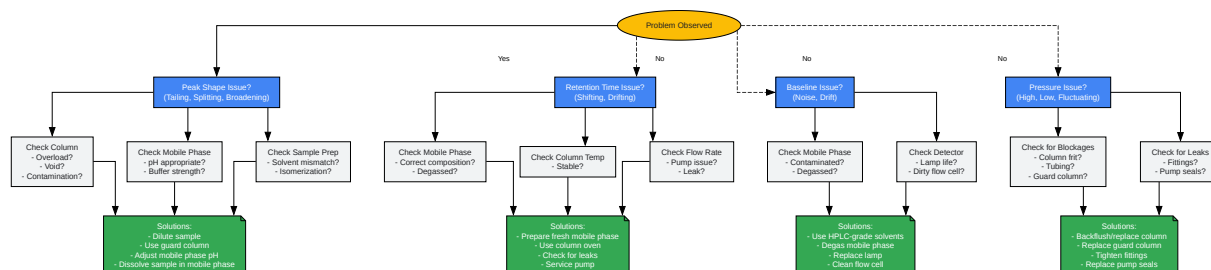 Problem Observed
Yes
No
No
No
Peak Shape Issue?
(Tailing, Splitting, Broadening)
Retention Time Issue?
(Shifting, Drifting)
Baseline Issue?
(Noise, Drift)
Pressure Issue?
(High, Low, Fluctuating)
Check Column
- Overload?
- Void?
- Contamination?
Check Mobile Phase
- pH appropriate?
- Buffer strength?
Check Sample Prep
- Solvent mismatch?
- Isomerization?
Check Mobile Phase
- Correct composition?
- Degassed?
Check Column Temp
- Stable?
Check Flow Rate
- Pump issue?
- Leak?
Check Mobile Phase
- Contaminated?
- Degassed?
Check Detector
- Lamp life?
- Dirty flow cell?
Check for Blockages
- Column frit?
- Tubing?
- Guard column?
Check for Leaks
- Fittings?
- Pump seals?
Solutions:
- Dilute sample
- Use guard column
- Adjust mobile phase pH
- Dissolve sample in mobile phase
Solutions:
- Prepare fresh mobile phase
- Use column oven
- Check for leaks
- Service pump
Solutions:
- Use HPLC-grade solvents
- Degas mobile phase
- Replace lamp
- Clean flow cell
Solutions:
- Backflush/replace column
- Replace guard column
- Tighten fittings
- Replace pump seals